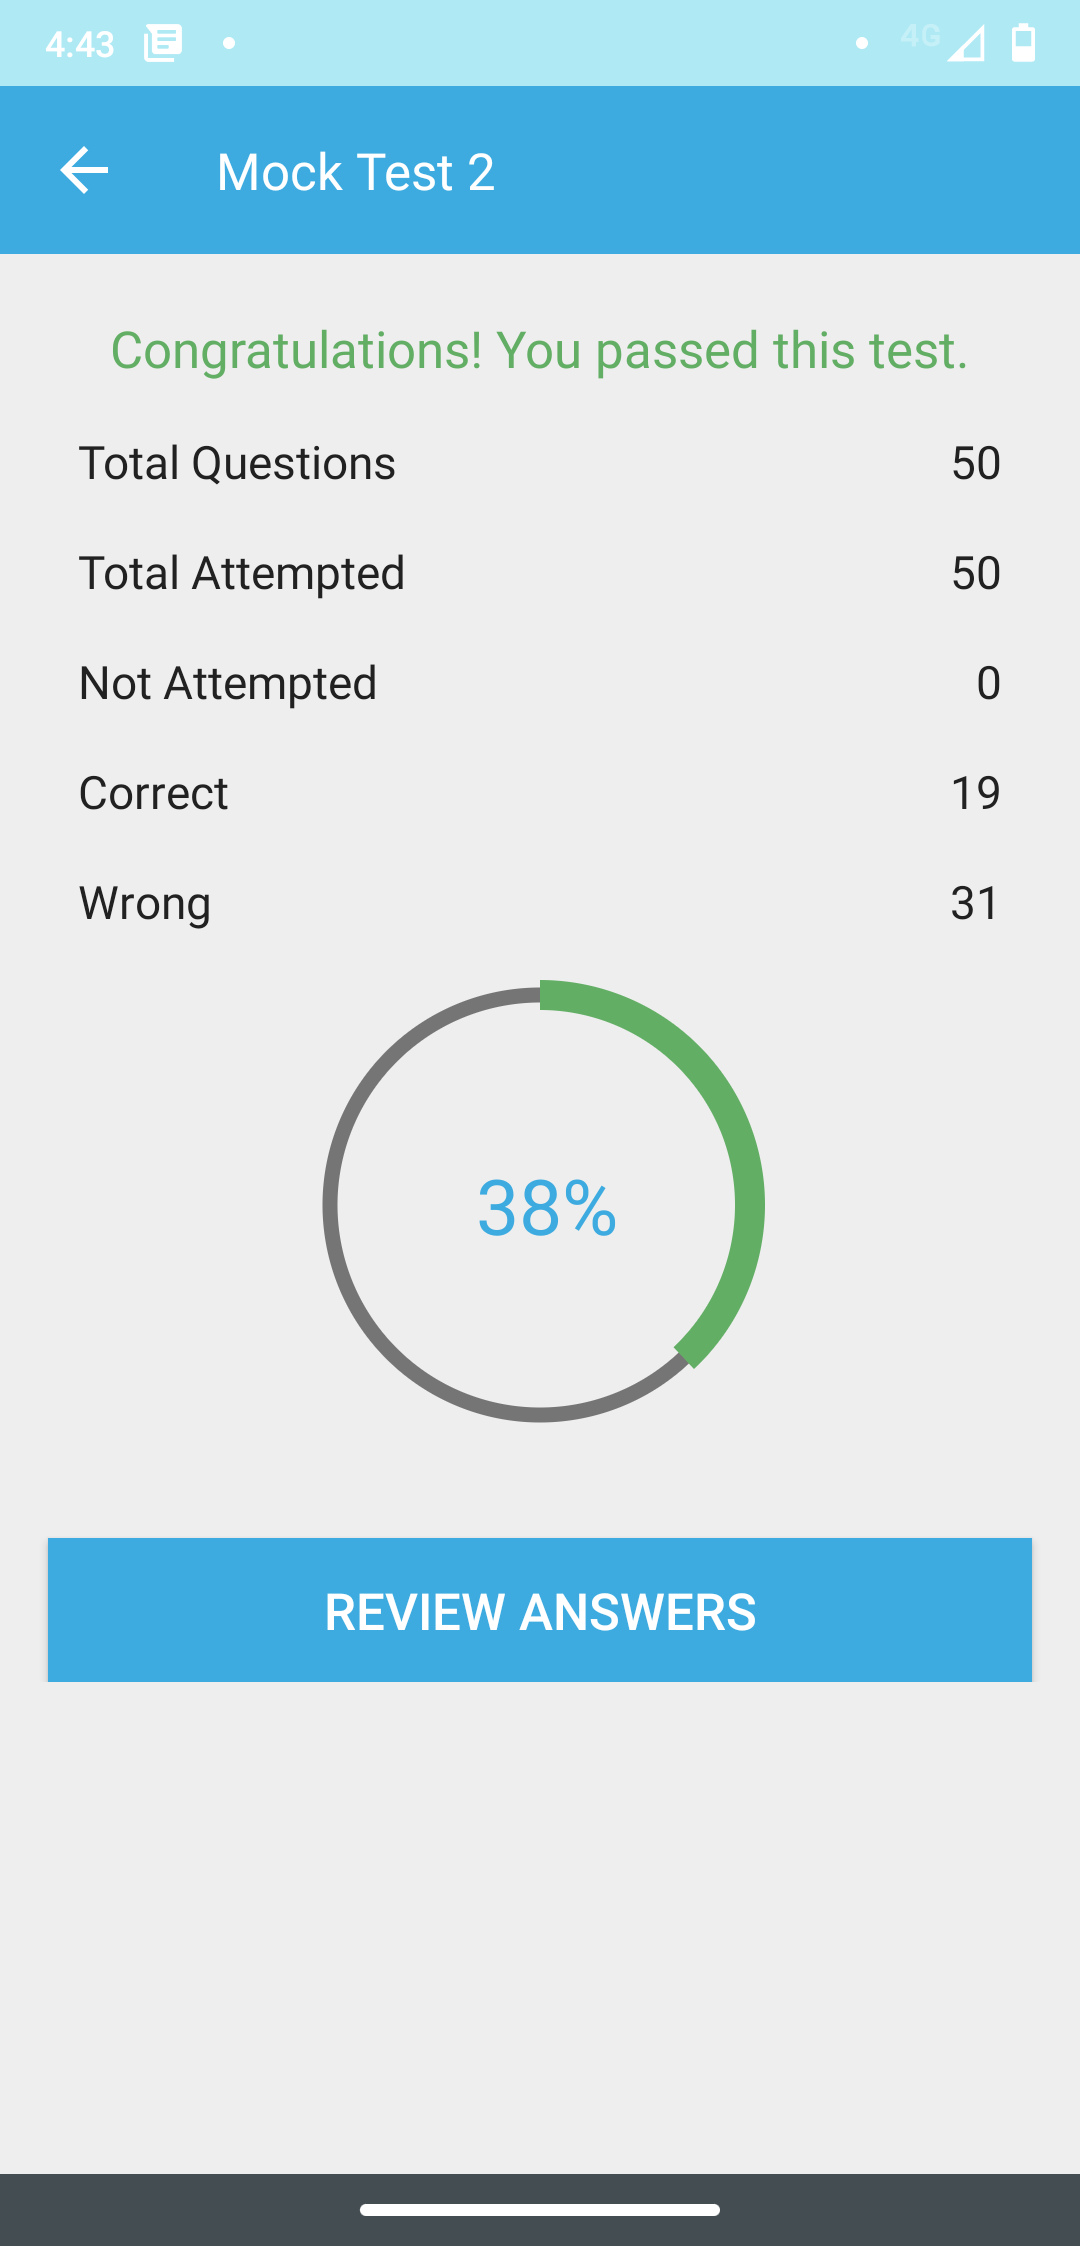 4:43 4G
Mock Test 2
Congratulations! You passed this test.
Total Questions 50
Total Attempted 50
Not Attempted 0
Correct 19
Wrong 31
38%
REVIEW ANSWERS